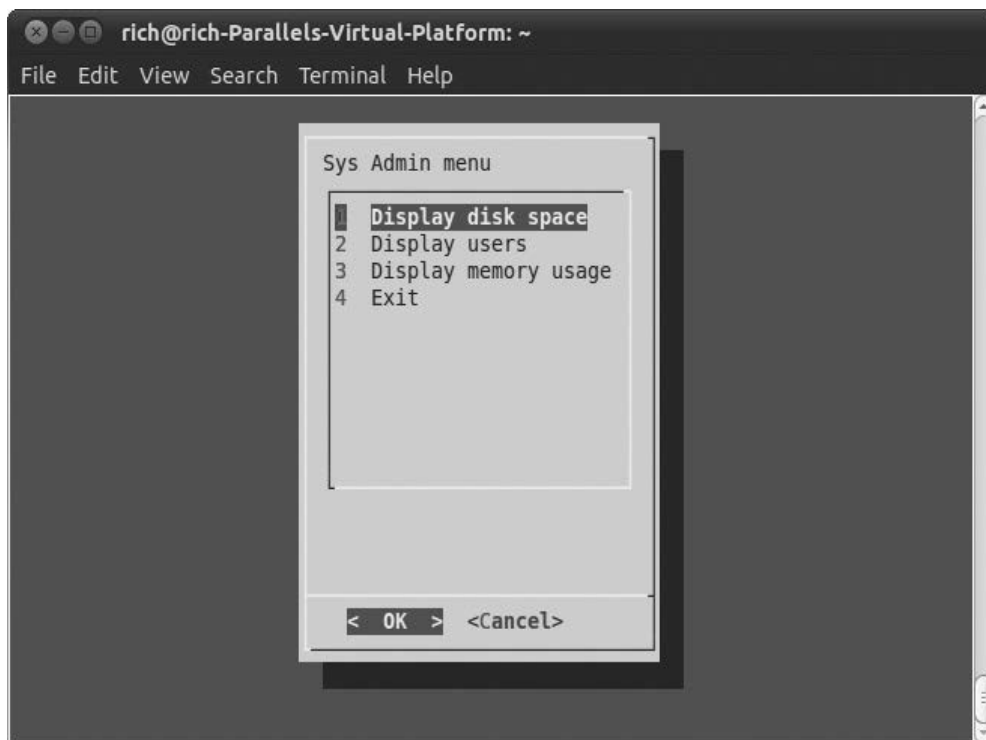 rich@rich-Parallels-Virtual-Platform: ~
File Edit View Search Terminal Help
Sys Admin menu
1 Display disk space
2 Display users
3 Display memory usage
4 Exit
< OK > <Cancel>